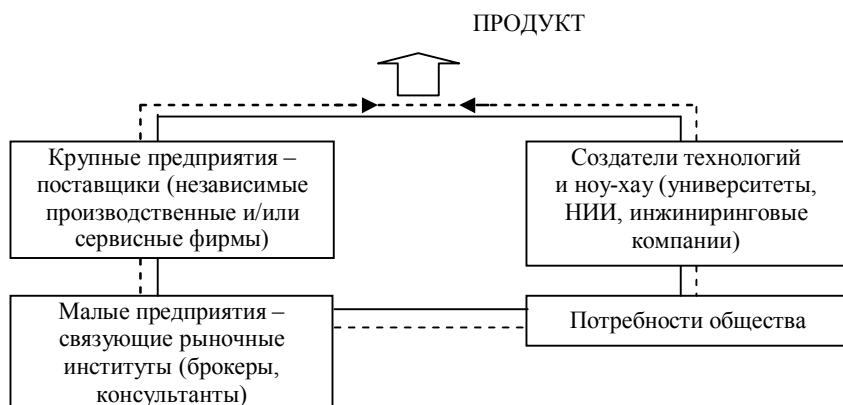 ПРОДУКТ
Крупные предприятия –
поставщики (независимые
производственные и/или
сервисные фирмы)
Создатели технологий
и ноу-хау (университеты,
НИИ, инжиниринговые
компании)
Малые предприятия –
связующие рыночные
институты (брокеры,
консультанты)
Потребности общества